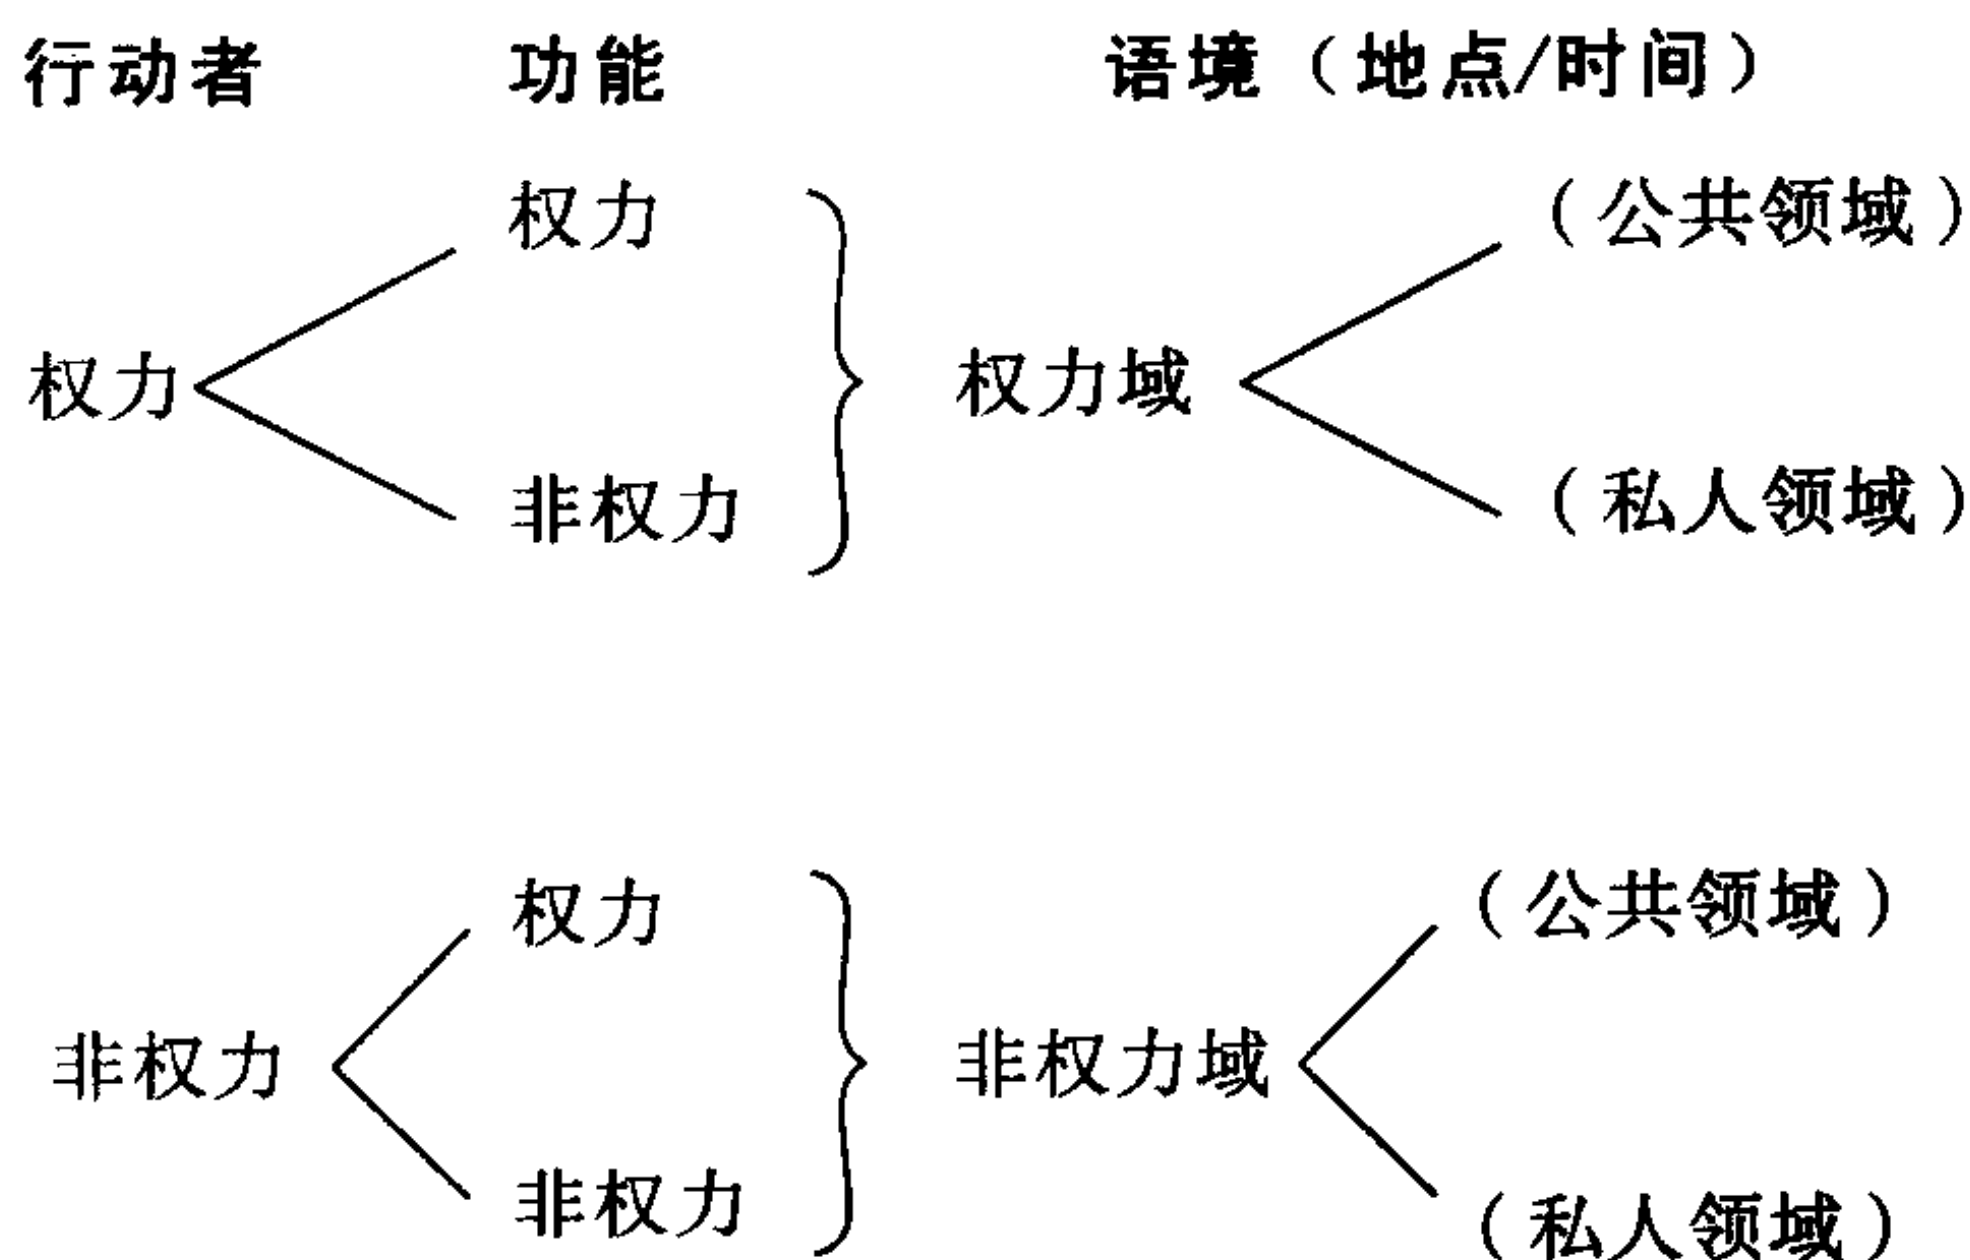 行动者 功能 语境（地点/时间）
权力 （公共领域）
权力 权力域
非权力 （私人领域）
权力 （公共领域）
非权力 非权力域
非权力 （私人领域）